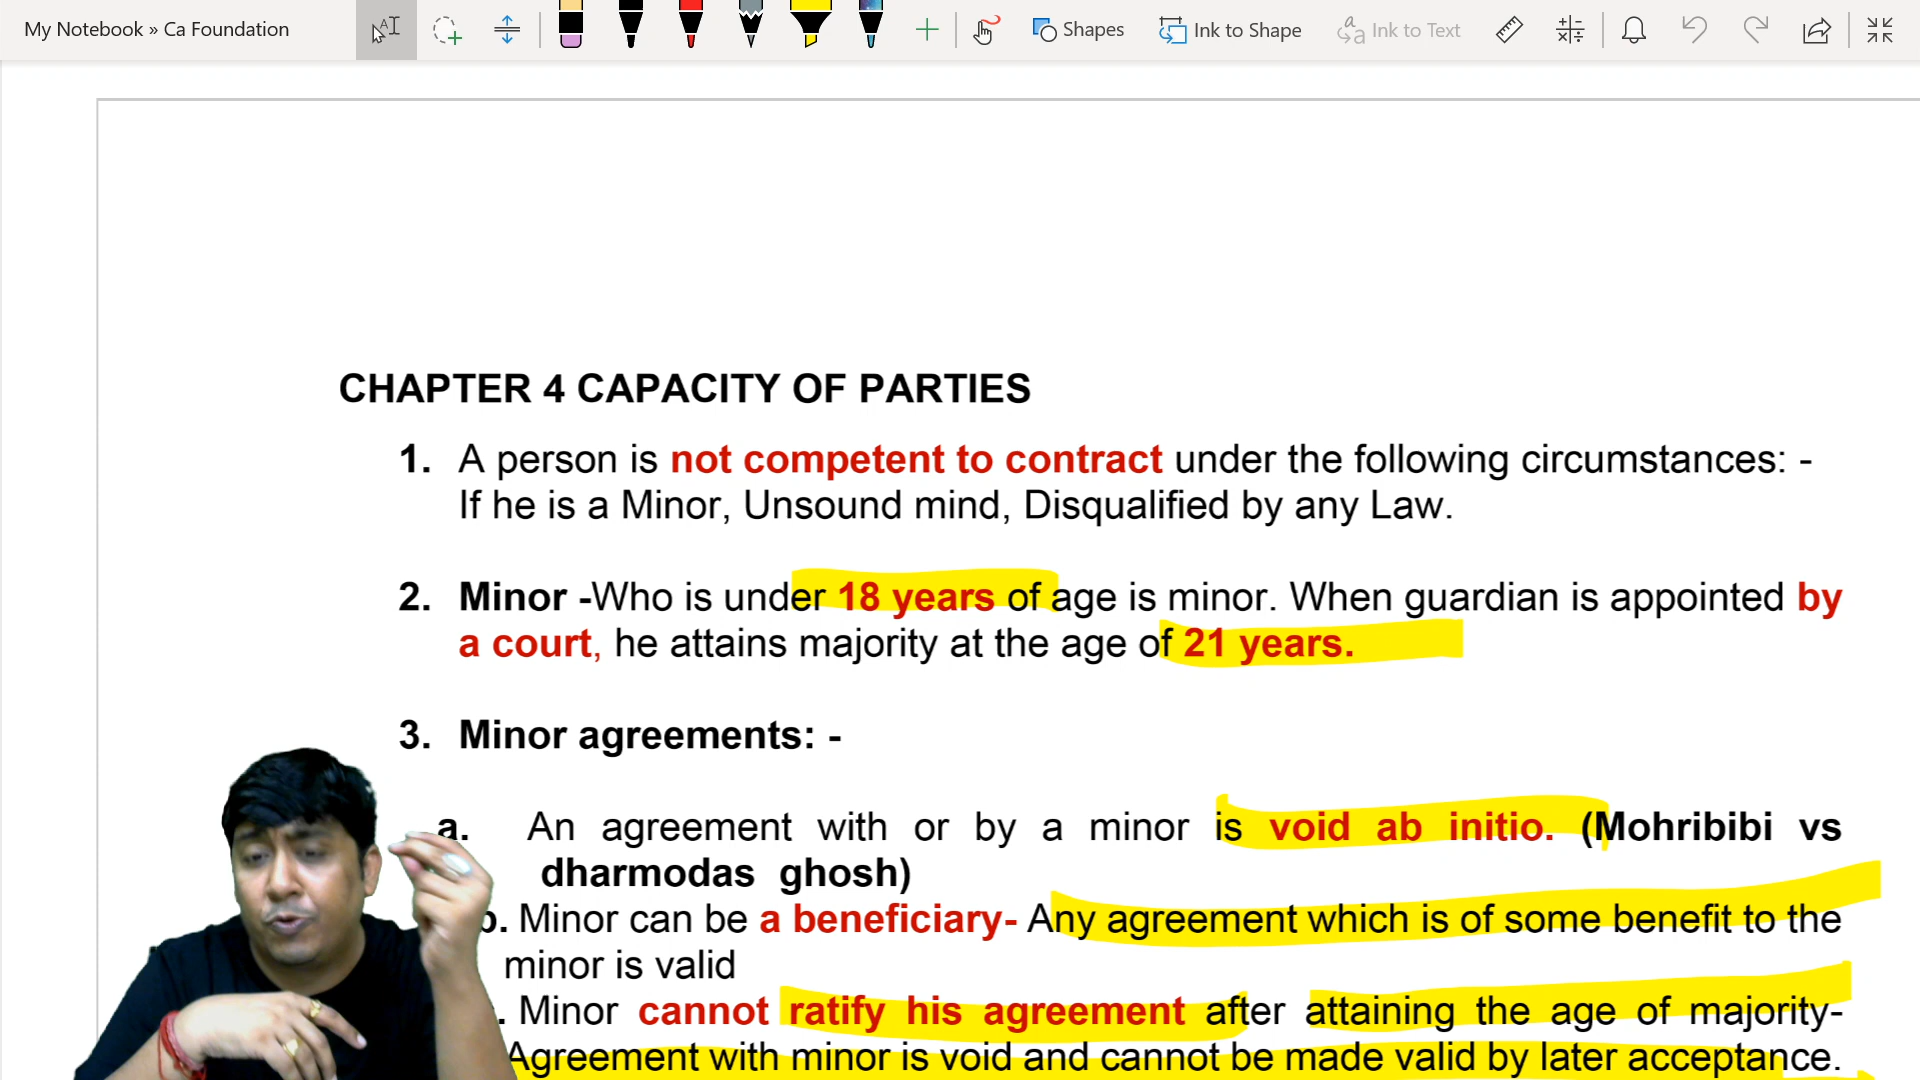 My Notebook » Ca Foundation
Shapes
Ink to Shape
Ink to Text
CHAPTER 4 CAPACITY OF PARTIES
1. A person is not competent to contract under the following circumstances: -
If he is a Minor, Unsound mind, Disqualified by any Law.
2. Minor -Who is under 18 years of age is minor. When guardian is appointed by
a court, he attains majority at the age of 21 years.
3. Minor agreements: -
a. An agreement with or by a minor is void ab initio. (Mohribibi vs
dharmodas ghosh)
b. Minor can be a beneficiary- Any agreement which is of some benefit to the
minor is valid
. Minor cannot ratify his agreement after attaining the age of majority-
Agreement with minor is void and cannot be made valid by later acceptance.